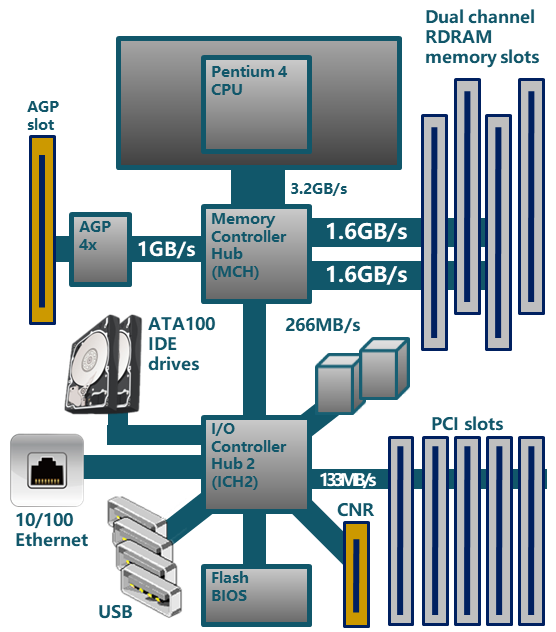 Dual channel
RDRAM
memory slots
Pentium 4
CPU
AGP
slot
3.2GB/s
AGP
4x
1GB/s
Memory
Controller
Hub
(MCH)
1.6GB/s
1.6GB/s
ATA100
IDE
drives
266MB/s
I/O
Controller
Hub 2
(ICH2)
PCI slots
133MB/s
10/100
Ethernet
CNR
USB
Flash
BIOS